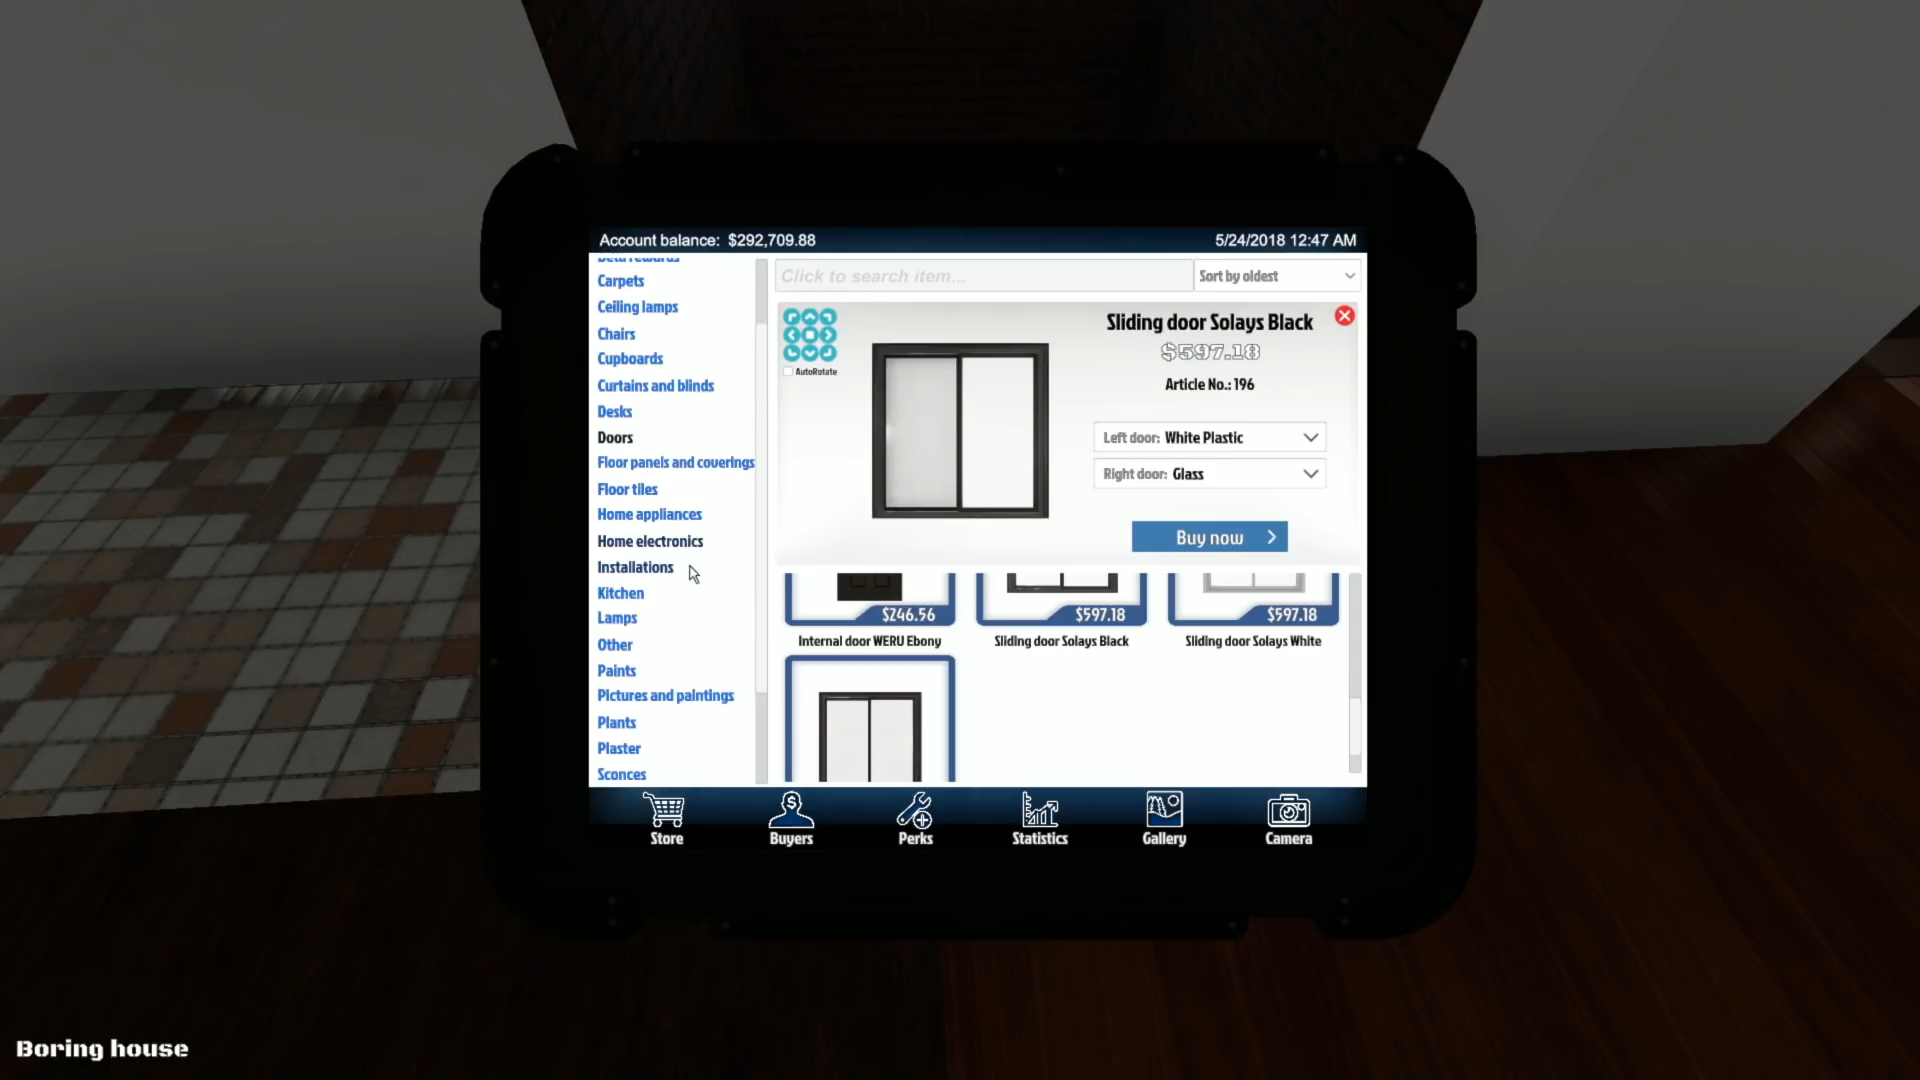 Account balance: $292,709.88
5/24/2018 12:47 AM
Beta rewards
Carpets
Ceiling lamps
Chairs
Cupboards
Curtains and blinds
Desks
Doors
Floor panels and coverings
Floor tiles
Home appliances
Home electronics
Installations
Kitchen
Lamps
Other
Paints
Pictures and paintings
Plants
Plaster
Sconces
Click to search item...
Sort by oldest
AutoRotate
Sliding door Solays Black
$597.18
Article No.: 196
Left door: White Plastic
Right door: Glass
Buy now
$246.56
$597.18
$597.18
Internal door WERU Ebony
Sliding door Solays Black
Sliding door Solays White
Store
Buyers
Perks
Statistics
Gallery
Camera
Boring house